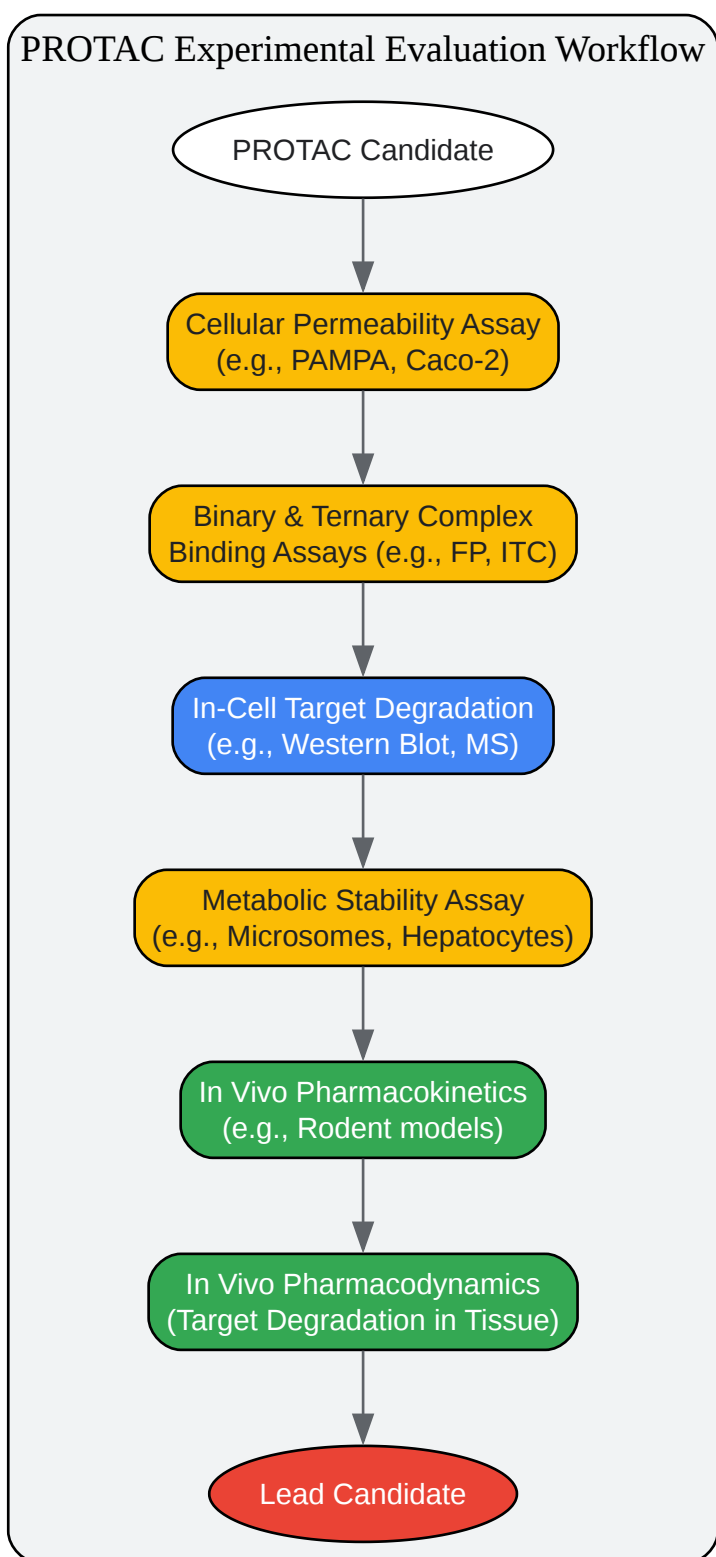 PROTAC Experimental Evaluation Workflow
PROTAC Candidate
Cellular Permeability Assay
(e.g., PAMPA, Caco-2)
Binary & Ternary Complex
Binding Assays (e.g., FP, ITC)
In-Cell Target Degradation
(e.g., Western Blot, MS)
Metabolic Stability Assay
(e.g., Microsomes, Hepatocytes)
In Vivo Pharmacokinetics
(e.g., Rodent models)
In Vivo Pharmacodynamics
(Target Degradation in Tissue)
Lead Candidate